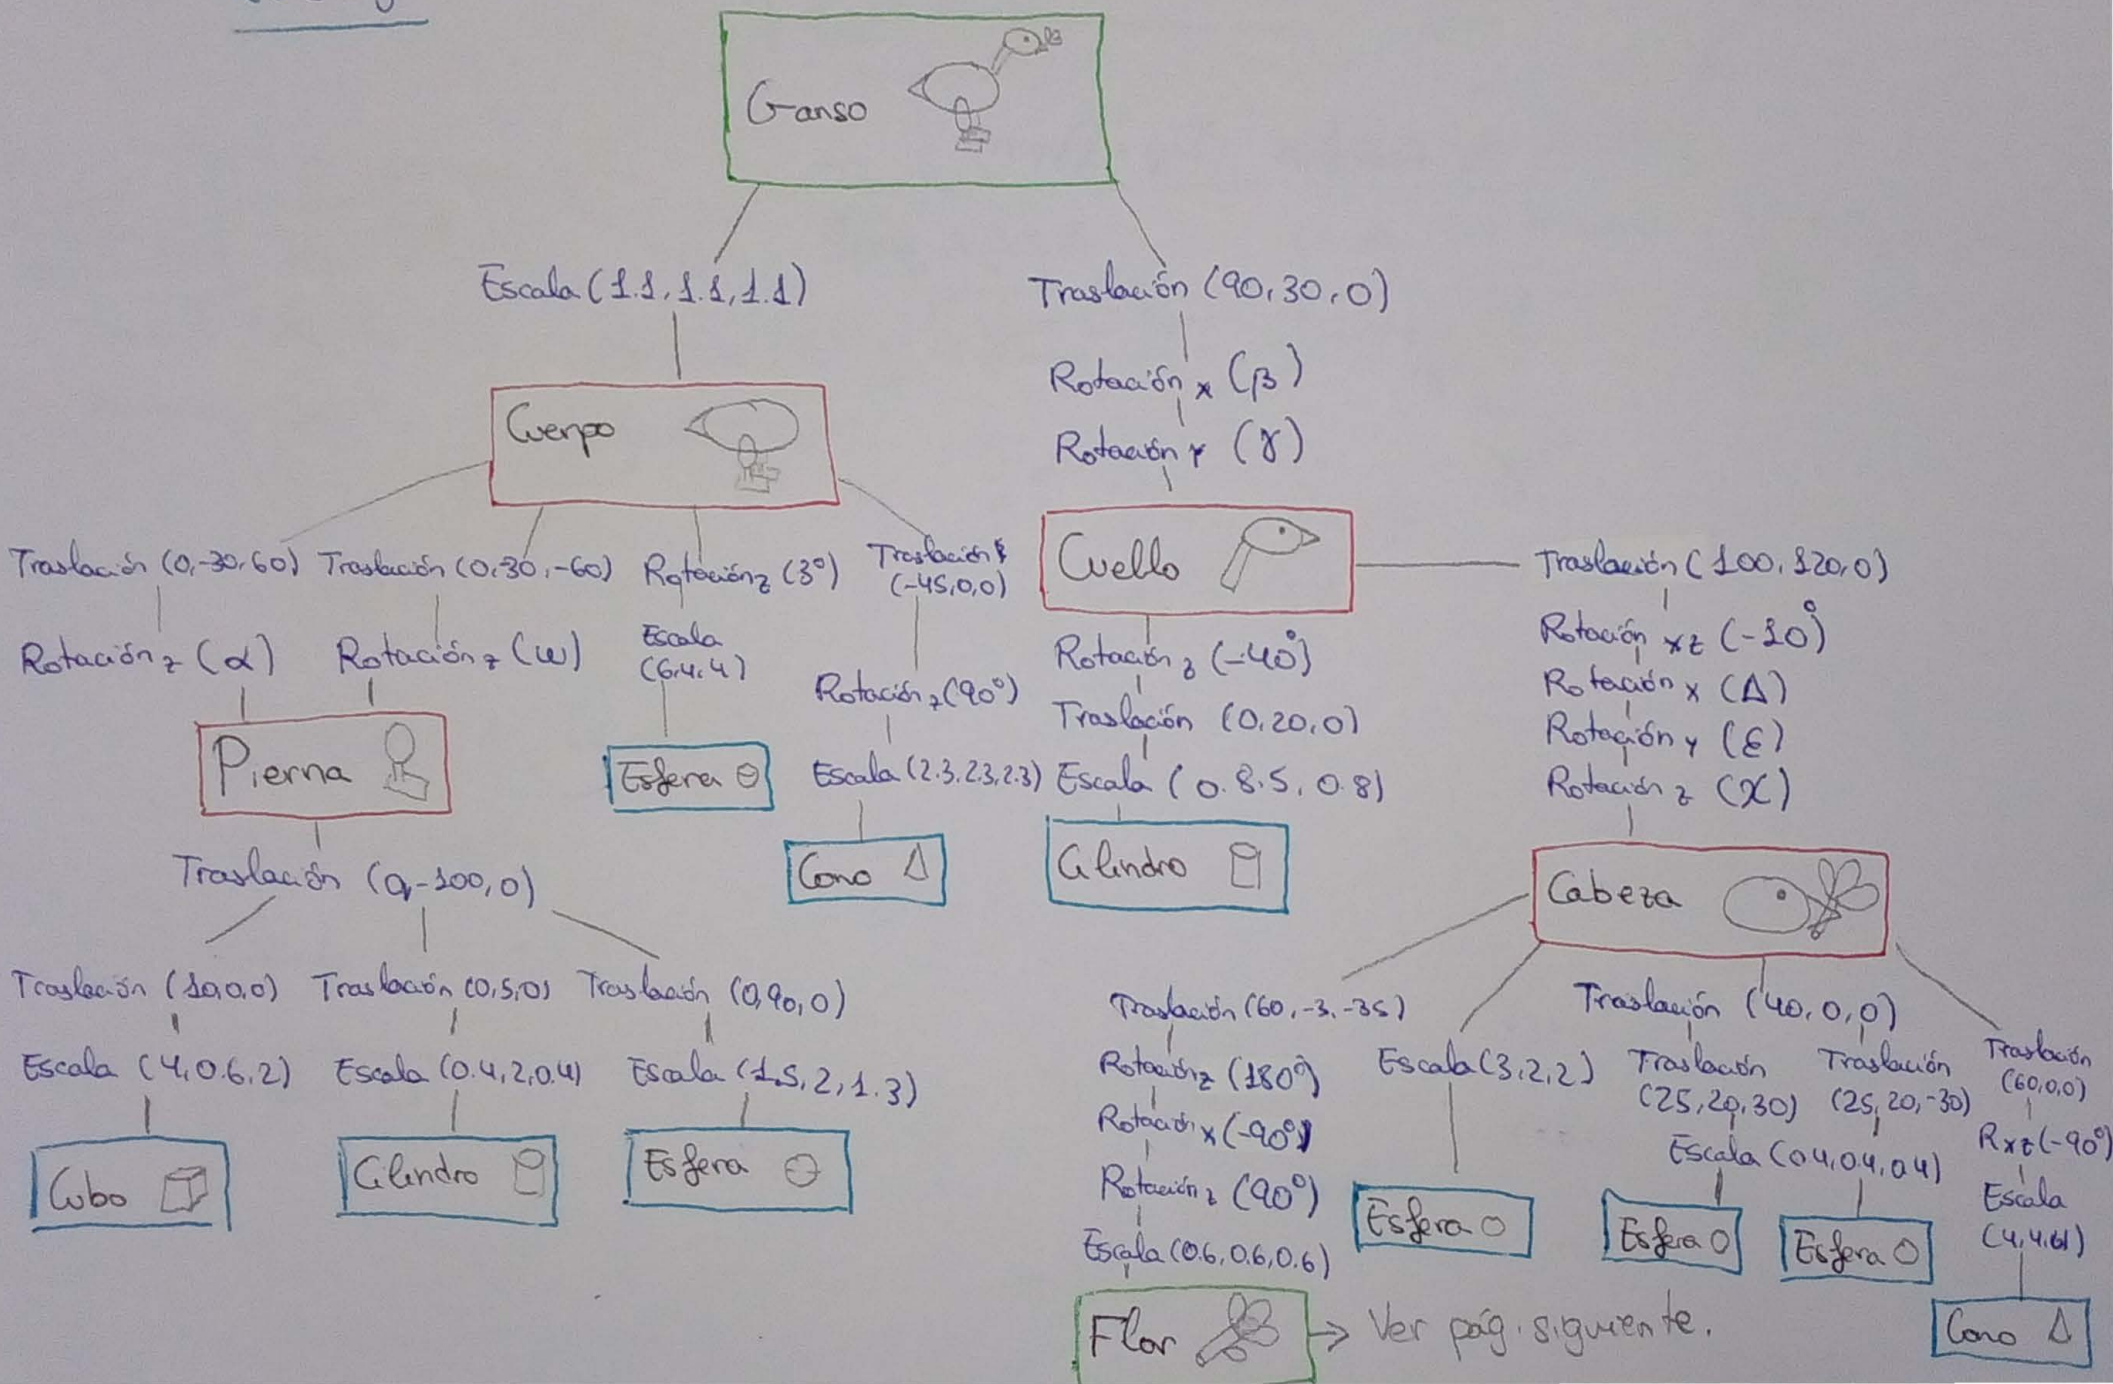 Ganso
Escala (1.1, 1.1, 1.1)
Traslación (90, 30, 0)
Rotación x (β)
Rotación Y (γ)
Cuerpo
Cuello
Traslación (0, -30, 60)
Traslación (0, 30, -60)
Rotación z (3°)
Traslación
(-45, 0, 0)
Traslación (100, 120, 0)
Rotación z (α)
Rotación z (ω)
Escala
(6, 4, 4)
Rotación z (90°)
Rotación z (-40°)
Traslación (0, 20, 0)
Escala (0.8, 5, 0.8)
Rotación xz (-10°)
Rotación x (Δ)
Rotación y (ε)
Rotación z (χ)
Pierna
Esfera
Escala (2.3, 2.3, 2.3)
Cono
Cilindro
Cabeza
Traslación (0, -100, 0)
Traslación (10, 0, 0)
Traslación (0, 5, 0)
Traslación (0, 90, 0)
Escala (4, 0.6, 2)
Escala (0.4, 2, 0.4)
Escala (1.5, 2, 1.3)
Cubo
Cilindro
Esfera
Traslación (60, -3, -35)
Rotación z (180°)
Rotación x (-90°)
Rotación z (90°)
Escala (0.6, 0.6, 0.6)
Flor
→ Ver pág. siguiente.
Escala (3, 2, 2)
Esfera
Traslación (40, 0, 0)
Traslación
(25, 20, 30)
Traslación
(25, 20, -30)
Escala (0.4, 0.4, 0.4)
Esfera
Esfera
Traslación
(60, 0, 0)
R xz (-90°)
Escala
Cono